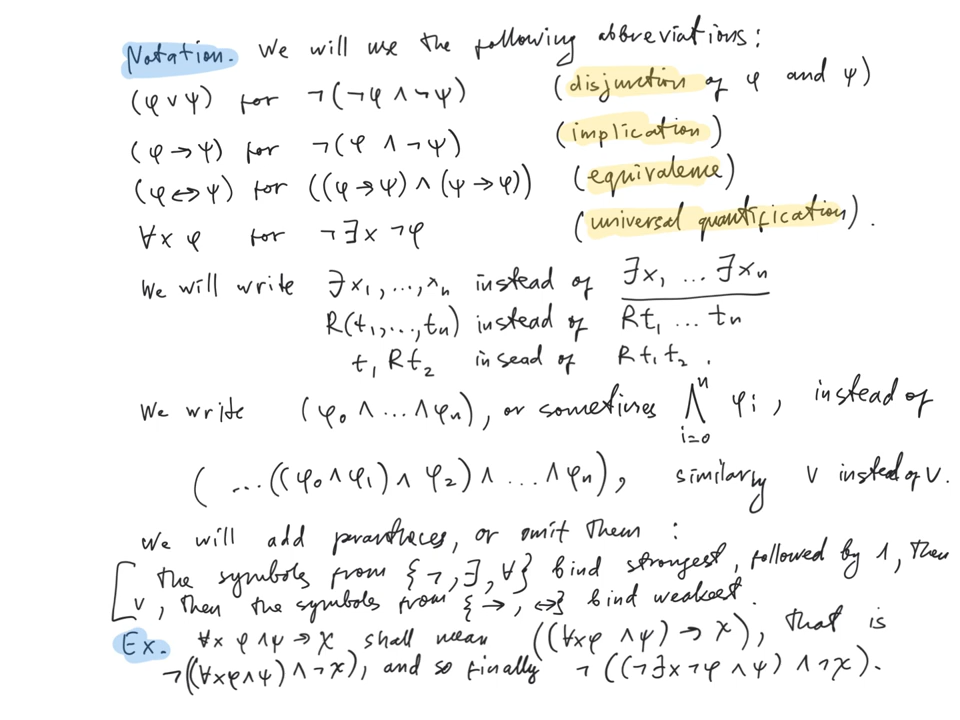 Notation. We will use the following abbreviations:
(φ ∨ ψ) for ¬(¬φ ∧ ¬ψ) (disjunction of φ and ψ)
(φ → ψ) for ¬(φ ∧ ¬ψ) (implication)
(φ ↔ ψ) for ((φ → ψ) ∧ (ψ → φ)) (equivalence)
∀x φ for ¬∃x ¬φ (universal quantification).
We will write ∃x₁,...,xₙ instead of ∃x₁ ... ∃xₙ
R(t₁,...,tₙ) instead of Rt₁ ... tₙ
t₁Rt₂ insead of Rt₁t₂.
We write (φ₀ ∧ ... ∧ φₙ), or sometimes ⋀ⁿᵢ₌₀ φᵢ, instead of
(...((φ₀ ∧ φ₁) ∧ φ₂) ∧ ... ∧ φₙ), similarly ∨ insted of ∨.
We will add prantheces, or omit them:
the symbols from {¬, ∃, ∀} bind strongest, followed by ∧, then
∨, then the symbols from {→, ↔} bind weakest.
Ex. ∀x φ ∧ ψ → χ shall mean ((∀xφ ∧ ψ) → χ), that is
¬((∀xφ∧ψ) ∧ ¬χ), and so finally ¬((¬∃x¬φ ∧ ψ) ∧ ¬χ).